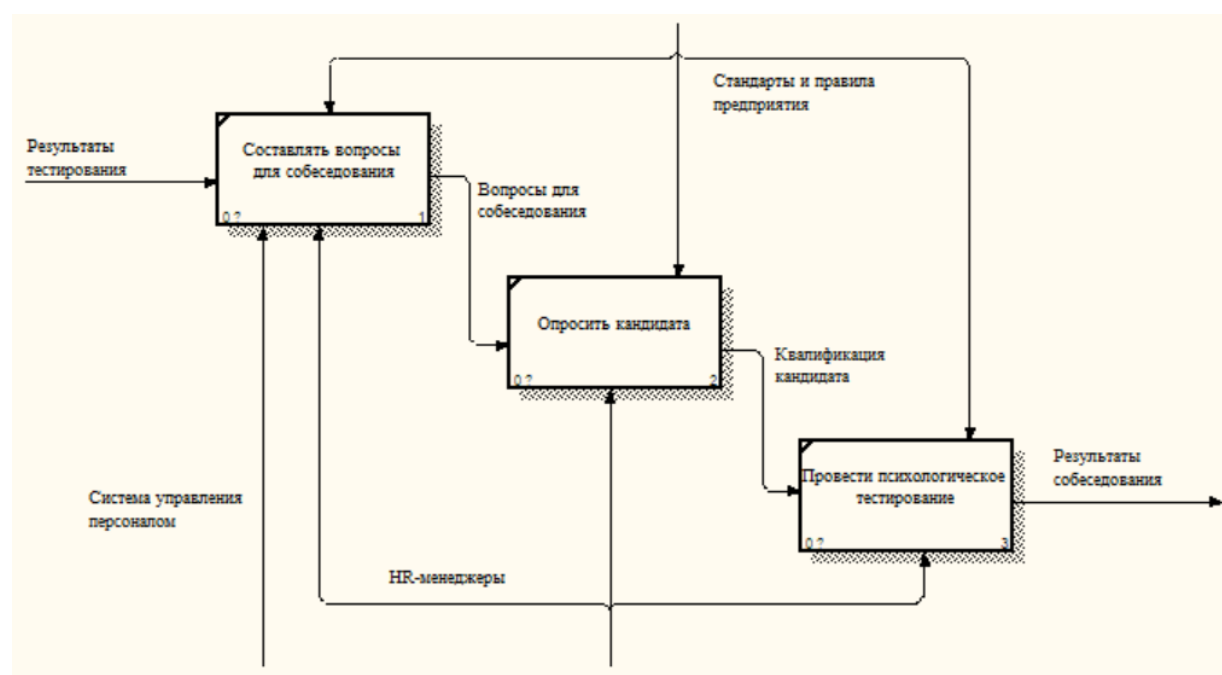 Стандарты и правила
предприятия
Результаты
тестирования
Составлять вопросы
для собеседования
0 ?
1
Вопросы для
собеседования
Опросить кандидата
0 ?
2
Квалификация
кандидата
Провести психологическое
тестирование
0 ?
3
Результаты
собеседования
Система управления
персоналом
HR-менеджеры